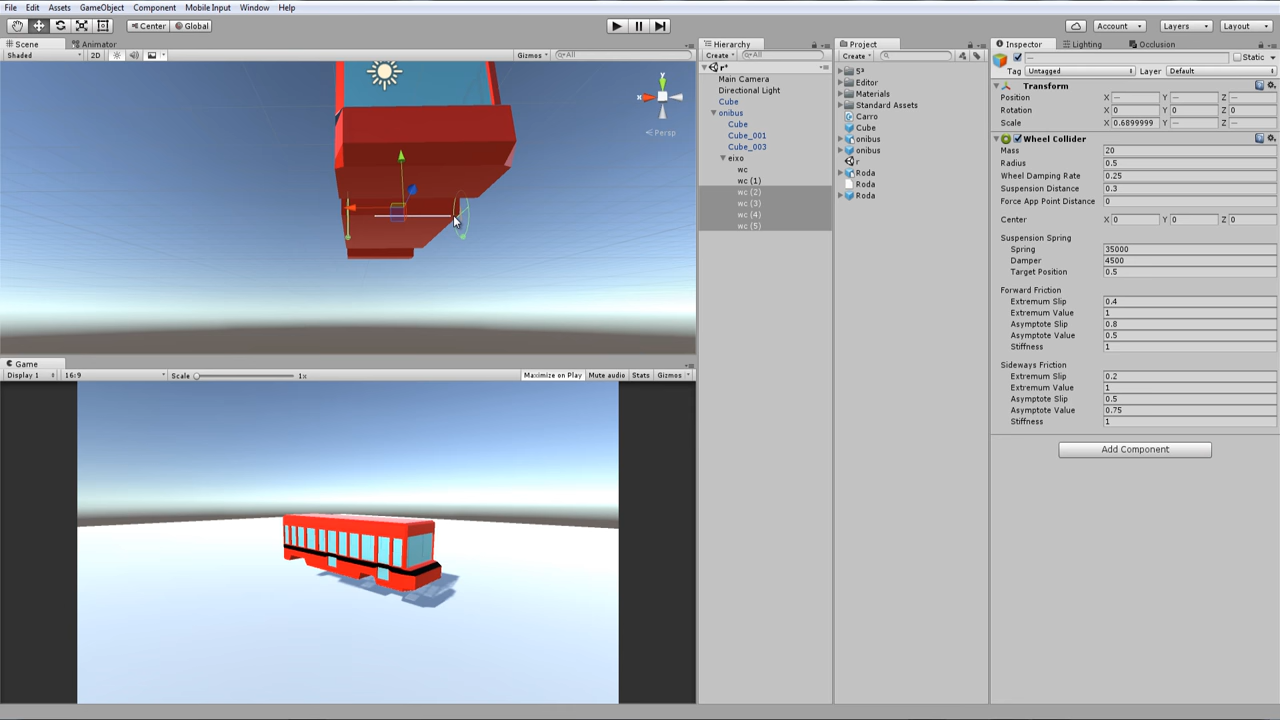 File Edit Assets GameObject Component Mobile Input Window Help
Center Global Account Layers Layout
Scene Animator
Shaded 2D Gizmos All
y
x
Persp
Game
Display 1 16:9 Scale 1x Maximize on Play Mute audio Stats Gizmos
Hierarchy
Create All
r*
Main Camera
Directional Light
Cube
onibus
Cube
Cube_001
Cube_003
eixo
wc
wc (1)
wc (2)
wc (3)
wc (4)
wc (5)
Project
Create
5ª
Editor
Materials
Standard Assets
Carro
Cube
onibus
onibus
r
Roda
Roda
Roda
Inspector Lighting Occlusion
— Static
Tag Untagged Layer Default
Transform
Position X — Y — Z —
Rotation X 0 Y 0 Z 0
Scale X 0.6899999 Y — Z —
Wheel Collider
Mass 20
Radius 0.5
Wheel Damping Rate 0.25
Suspension Distance 0.3
Force App Point Distance 0
Center X 0 Y 0 Z 0
Suspension Spring
Spring 35000
Damper 4500
Target Position 0.5
Forward Friction
Extremum Slip 0.4
Extremum Value 1
Asymptote Slip 0.8
Asymptote Value 0.5
Stiffness 1
Sideways Friction
Extremum Slip 0.2
Extremum Value 1
Asymptote Slip 0.5
Asymptote Value 0.75
Stiffness 1
Add Component